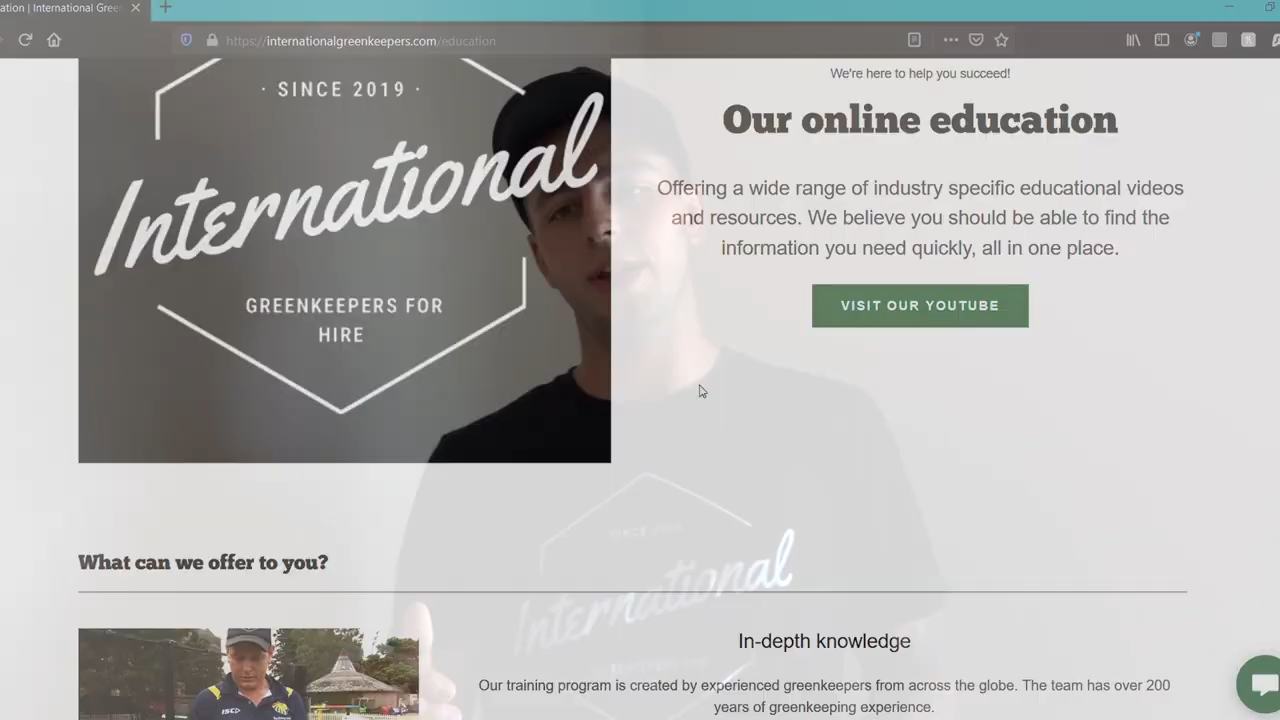 ation | International Gree
https://internationalgreenkeepers.com/education
· SINCE 2019 ·
International
GREENKEEPERS FOR
HIRE
We're here to help you succeed!
Our online education
Offering a wide range of industry specific educational videos
and resources. We believe you should be able to find the
information you need quickly, all in one place.
VISIT OUR YOUTUBE
International
What can we offer to you?
ISC
In-depth knowledge
Our training program is created by experienced greenkeepers from across the globe. The team has over 200
years of greenkeeping experience.